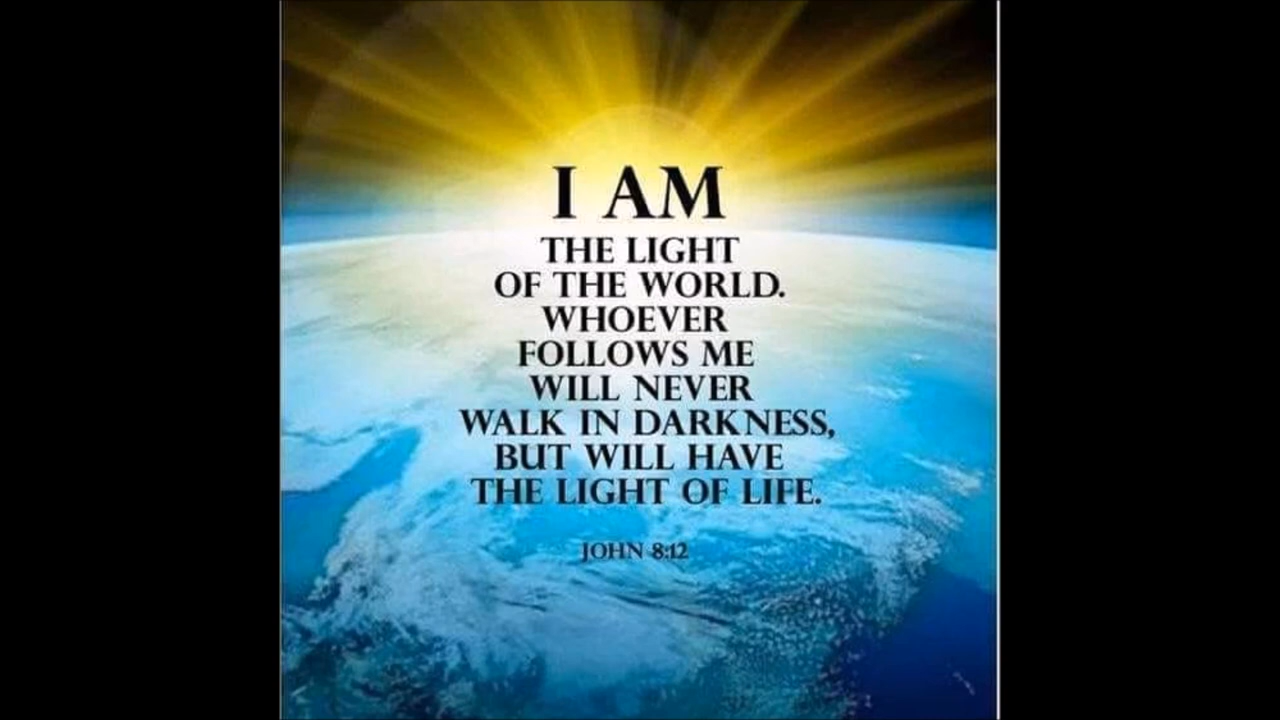 I AM
THE LIGHT
OF THE WORLD.
WHOEVER
FOLLOWS ME
WILL NEVER
WALK IN DARKNESS,
BUT WILL HAVE
THE LIGHT OF LIFE.
JOHN 8:12